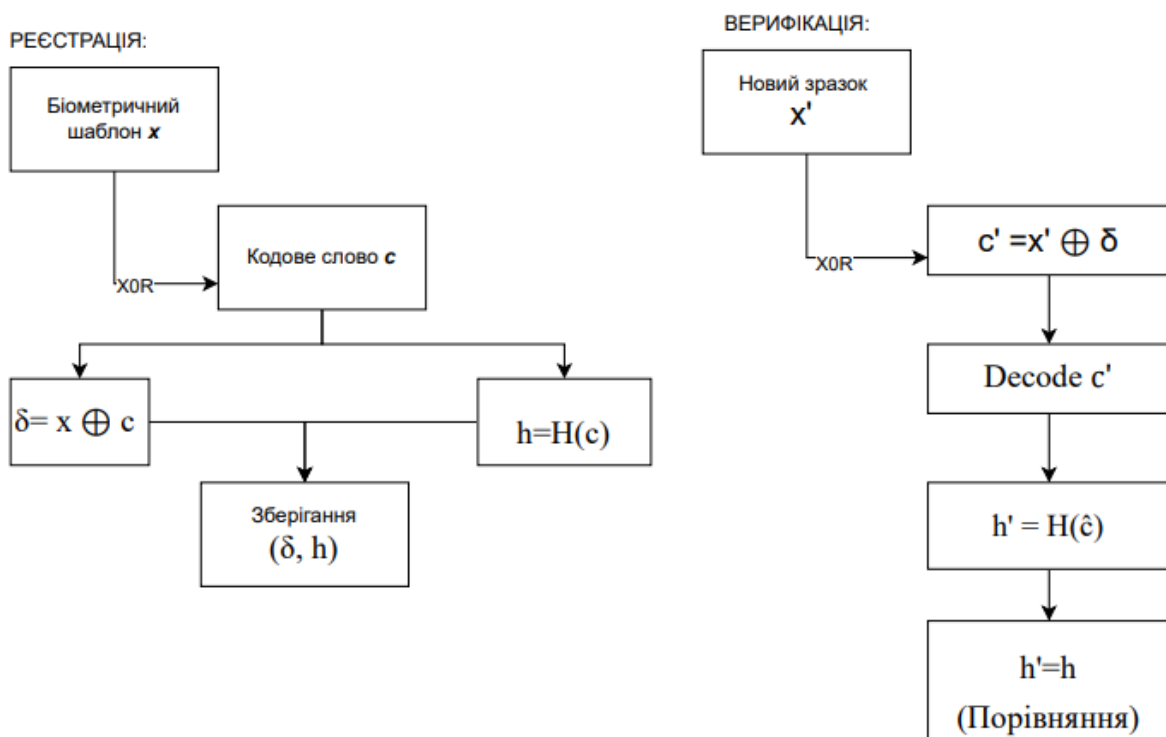 РЕЄСТРАЦІЯ:
Біометричний
шаблон x
X0R
Кодове слово c
δ= x ⊕ c
h=H(c)
Зберігання
(δ, h)
ВЕРИФІКАЦІЯ:
Новий зразок
x'
X0R
c' =x' ⊕ δ
Decode c'
h' = H(ĉ)
h'=h
(Порівняння)